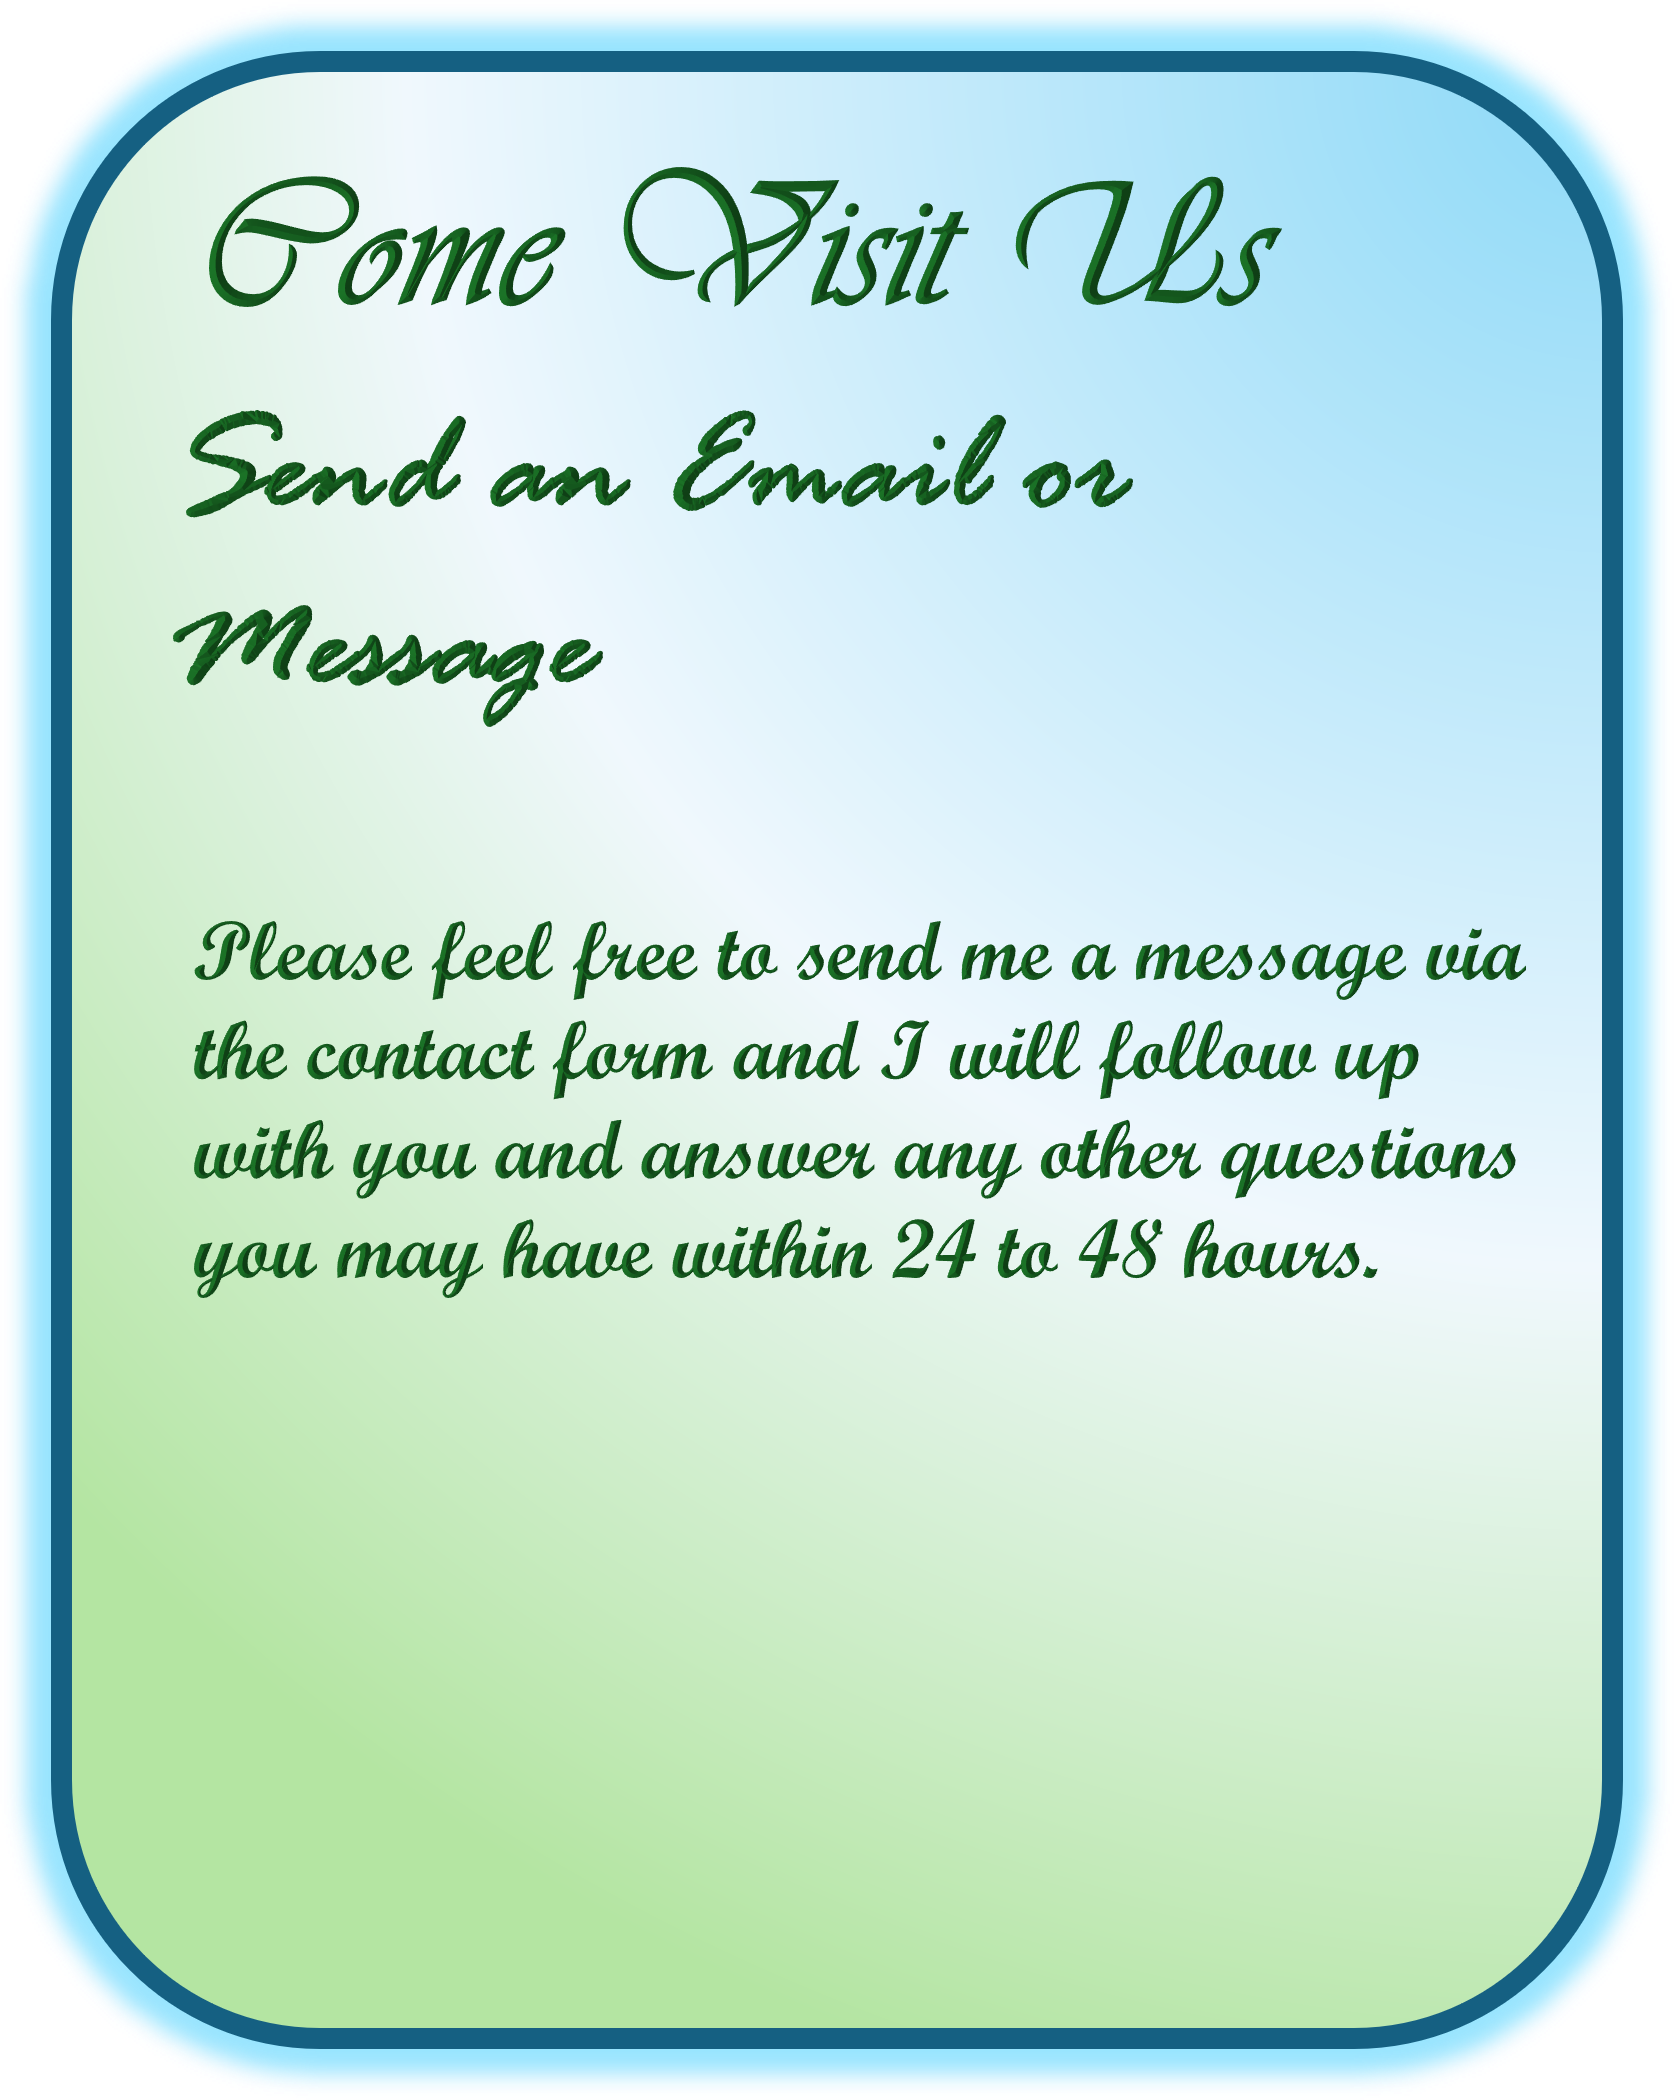 Come Visit Us
Send an Email or
Message
Please feel free to send me a message via
the contact form and I will follow up
with you and answer any other questions
you may have within 24 to 48 hours.